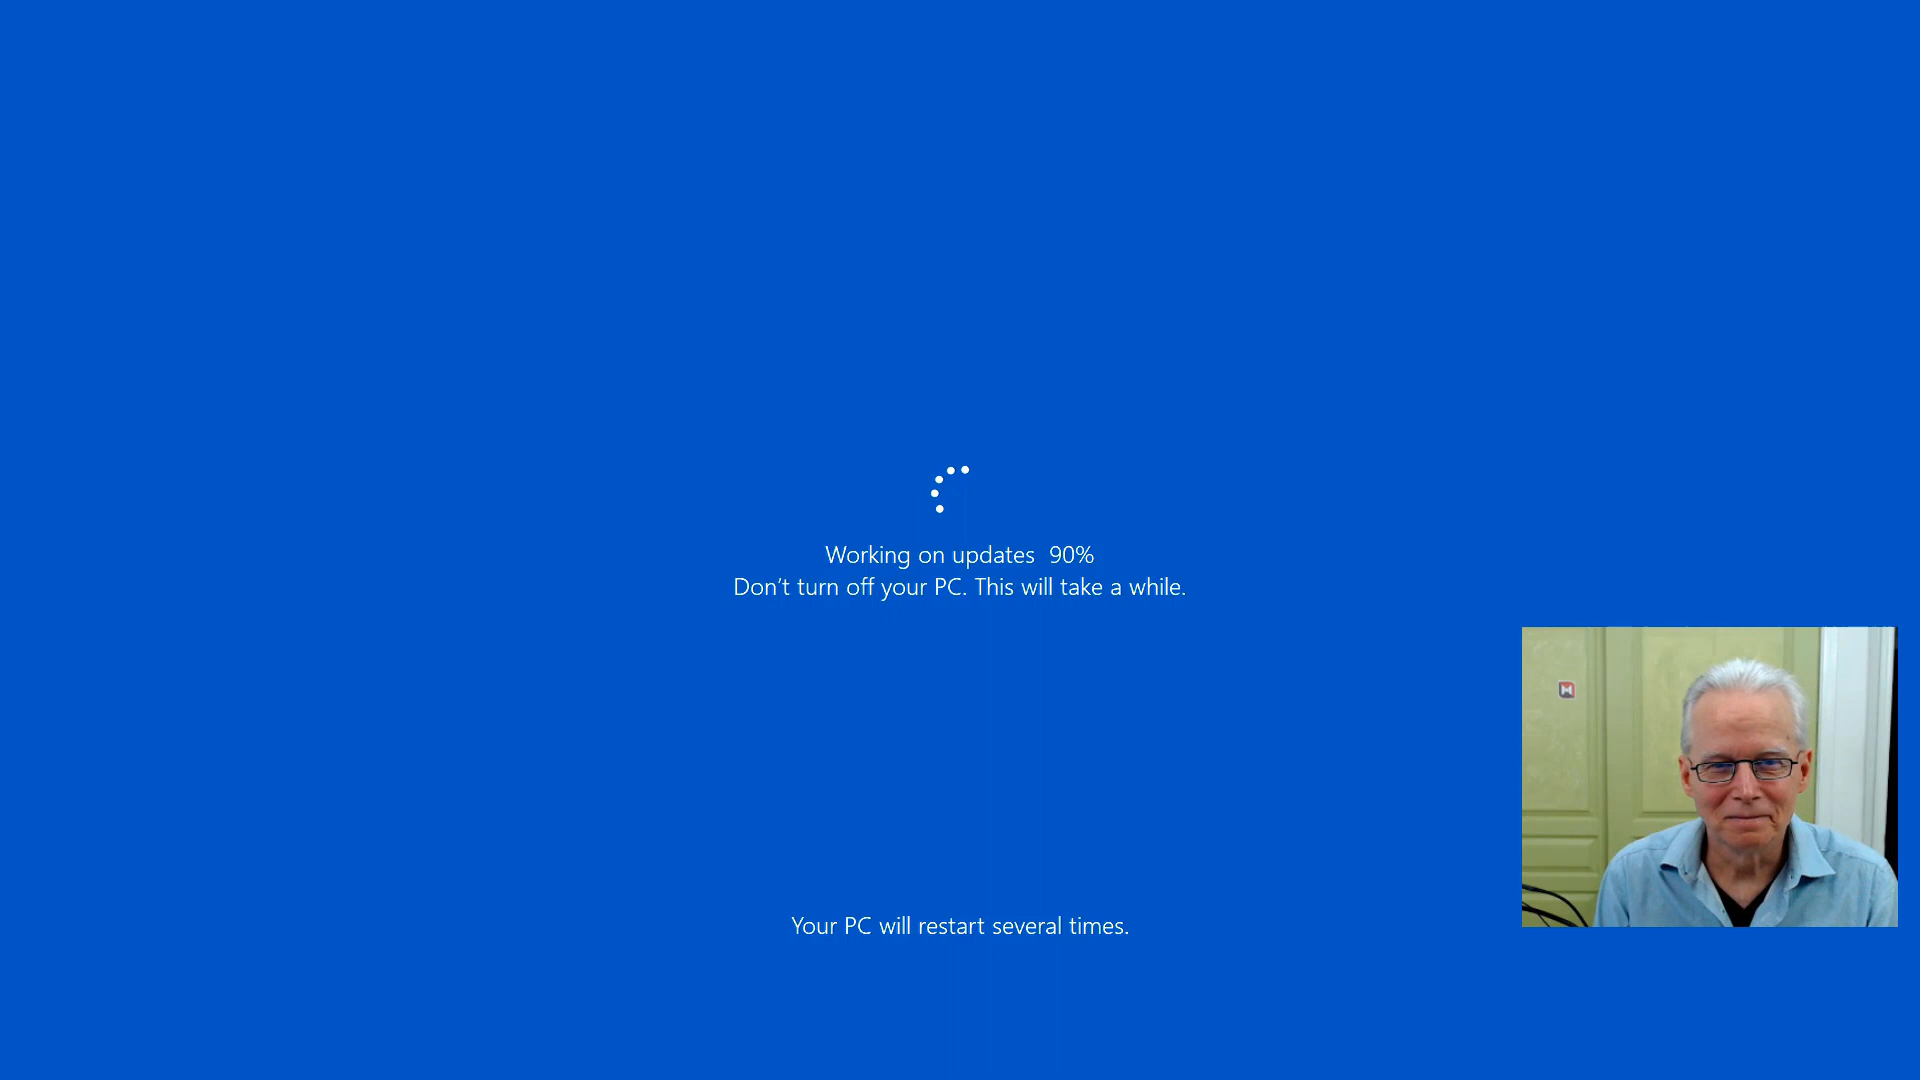 Working on updates  90%
Don't turn off your PC. This will take a while.
Your PC will restart several times.